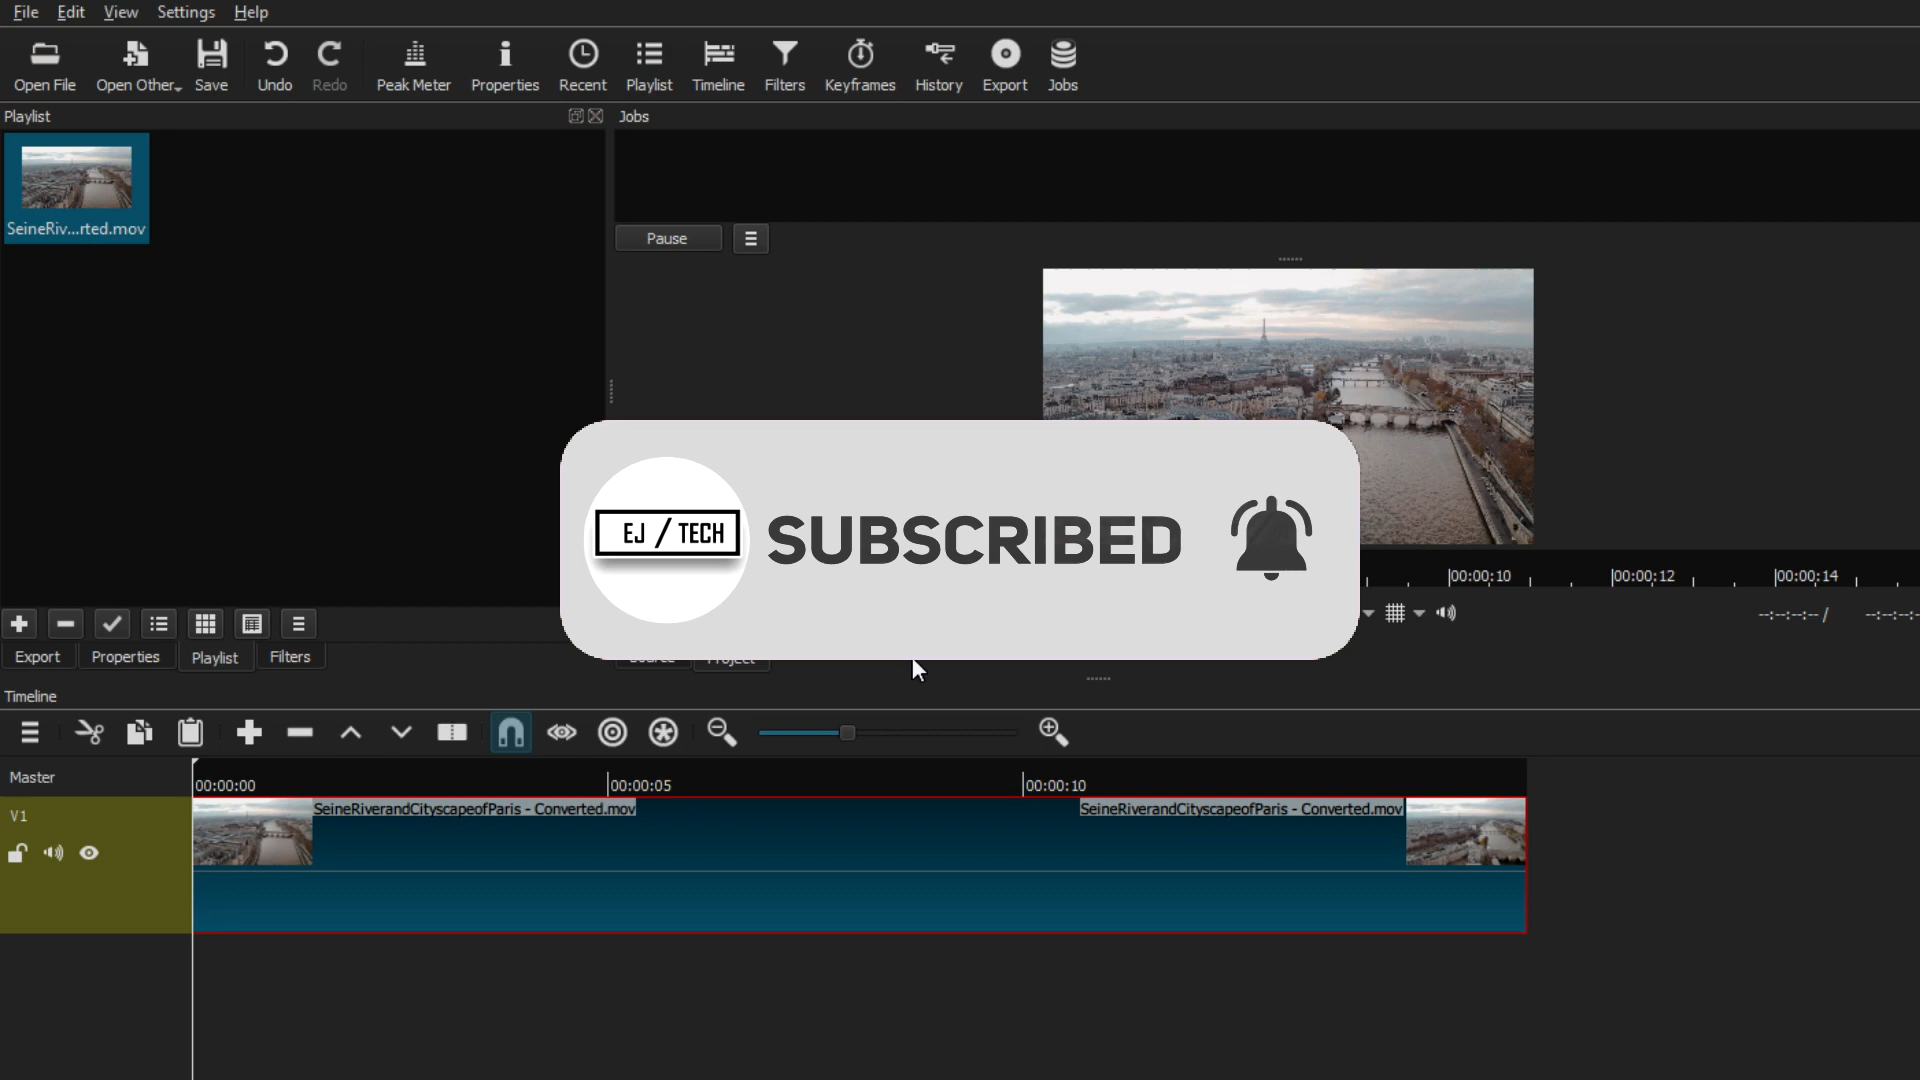 File Edit View Settings Help
Open File Open Other Save Undo Redo Peak Meter Properties Recent Playlist Timeline Filters Keyframes History Export Jobs
Playlist
Jobs
SeineRiv...rted.mov
Pause
EJ / TECH
SUBSCRIBED
00:00:10 00:00:12 00:00:14
--:--:--:-- / --:--:--:-
Source Project
Export Properties Playlist Filters
Timeline
Master
00:00:00 00:00:05 00:00:10
V1
SeineRiverandCityscapeofParis - Converted.mov
SeineRiverandCityscapeofParis - Converted.mov